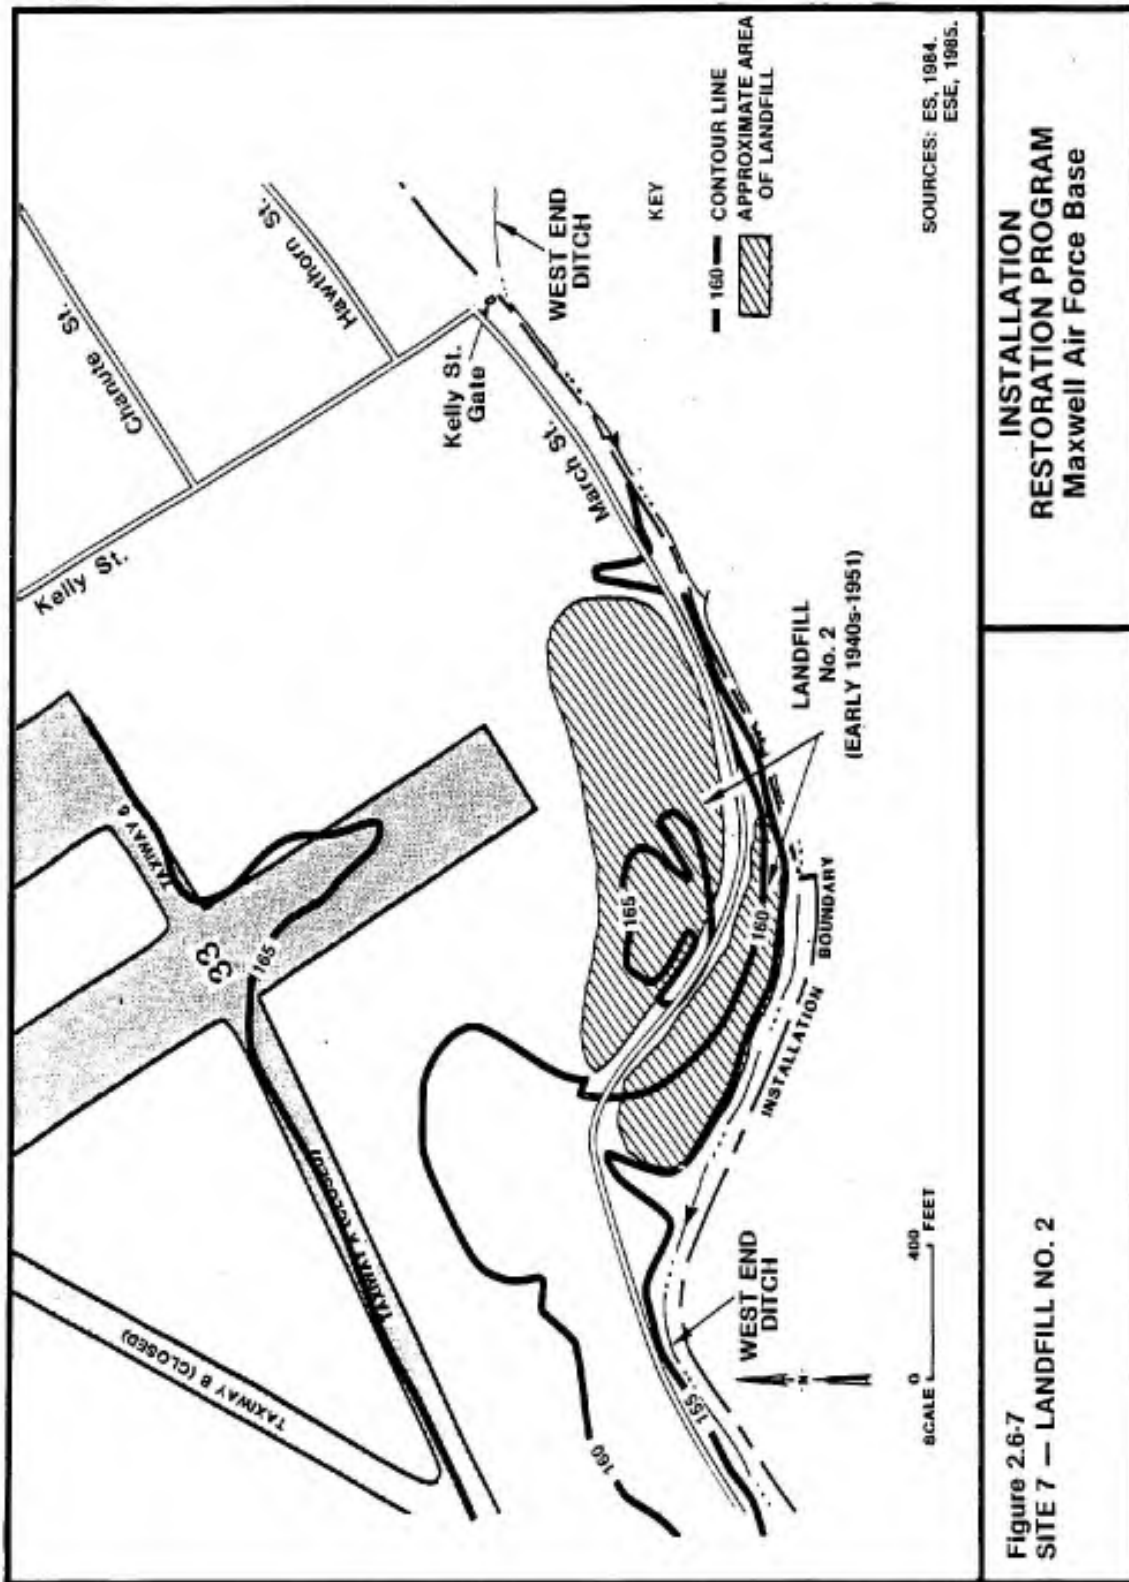 Chanute St.
Hawthorn St.
Kelly St.
TAXIWAY 6
33
165
TAXIWAY B (CLOSED)
TAXIWAY A (CLOSED)
Kelly St.
Gate
March St.
WEST END
DITCH
165
160
160
155
LANDFILL
No. 2
(EARLY 1940s-1951)
INSTALLATION
BOUNDARY
WEST END
DITCH
N
KEY
160 CONTOUR LINE
APPROXIMATE AREA
OF LANDFILL
SCALE 0 400 FEET
SOURCES: ES, 1984.
ESE, 1985.
Figure 2.6-7
SITE 7 — LANDFILL NO. 2
INSTALLATION
RESTORATION PROGRAM
Maxwell Air Force Base